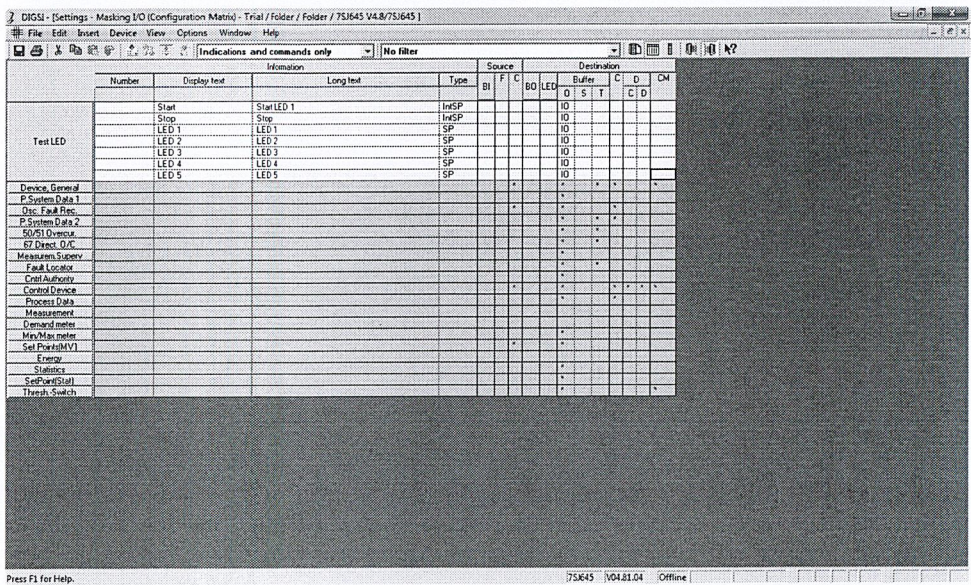 DIGSI - [Settings - Masking I/O (Configuration Matrix) - Trial / Folder / Folder / 7SJ645 V4.8/7SJ645 ]
File Edit Insert Device View Options Window Help
Indications and commands only No filter
Information Source Destination
Number Display text Long text Type BI F C BO LED Buffer C D CM
O S T C D
Test LED
Start Start LED 1 IntSP IO
Stop Stop IntSP IO
LED 1 LED 1 SP IO
LED 2 LED 2 SP IO
LED 3 LED 3 SP IO
LED 4 LED 4 SP IO
LED 5 LED 5 SP IO
Device, General * * * * *
P.System Data 1 *
Osc. Fault Rec. * * *
P.System Data 2 * * *
50/51 Overcur. * *
67 Direct. O/C * *
Measurem.Superv *
Fault Locator * *
Cntrl Authority *
Control Device * * * * * *
Process Data * *
Measurement
Demand meter
Min/Max meter *
Set Points(MV) * *
Energy
Statistics *
SetPoint(Stat) *
Thresh.-Switch * *
Press F1 for Help. 7SJ645 V04.81.04 Offline